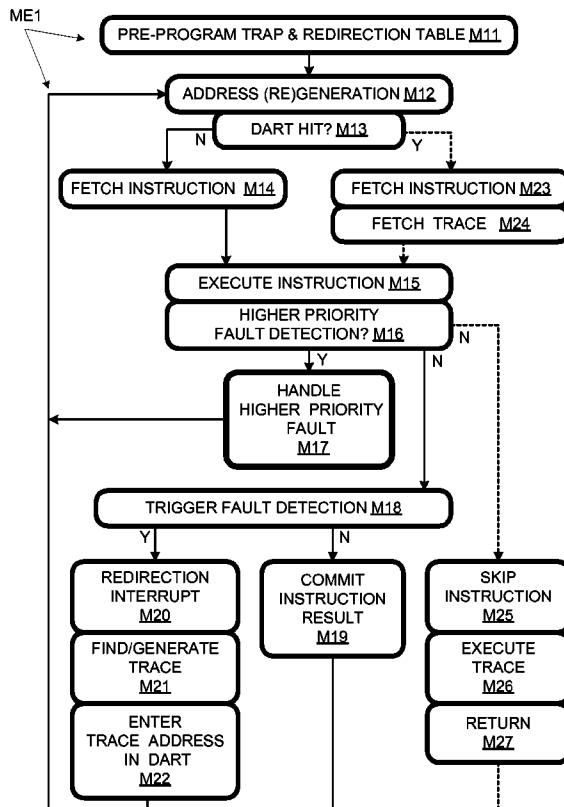 ME1
PRE-PROGRAM TRAP & REDIRECTION TABLE M11
ADDRESS (RE)GENERATION M12
DART HIT? M13
N
Y
FETCH INSTRUCTION M14
FETCH INSTRUCTION M23
FETCH TRACE M24
EXECUTE INSTRUCTION M15
HIGHER PRIORITY
FAULT DETECTION? M16
N
Y
N
HANDLE
HIGHER PRIORITY
FAULT
M17
TRIGGER FAULT DETECTION M18
Y
N
REDIRECTION
INTERRUPT
M20
FIND/GENERATE
TRACE
M21
ENTER
TRACE ADDRESS
IN DART
M22
COMMIT
INSTRUCTION
RESULT
M19
SKIP
INSTRUCTION
M25
EXECUTE
TRACE
M26
RETURN
M27